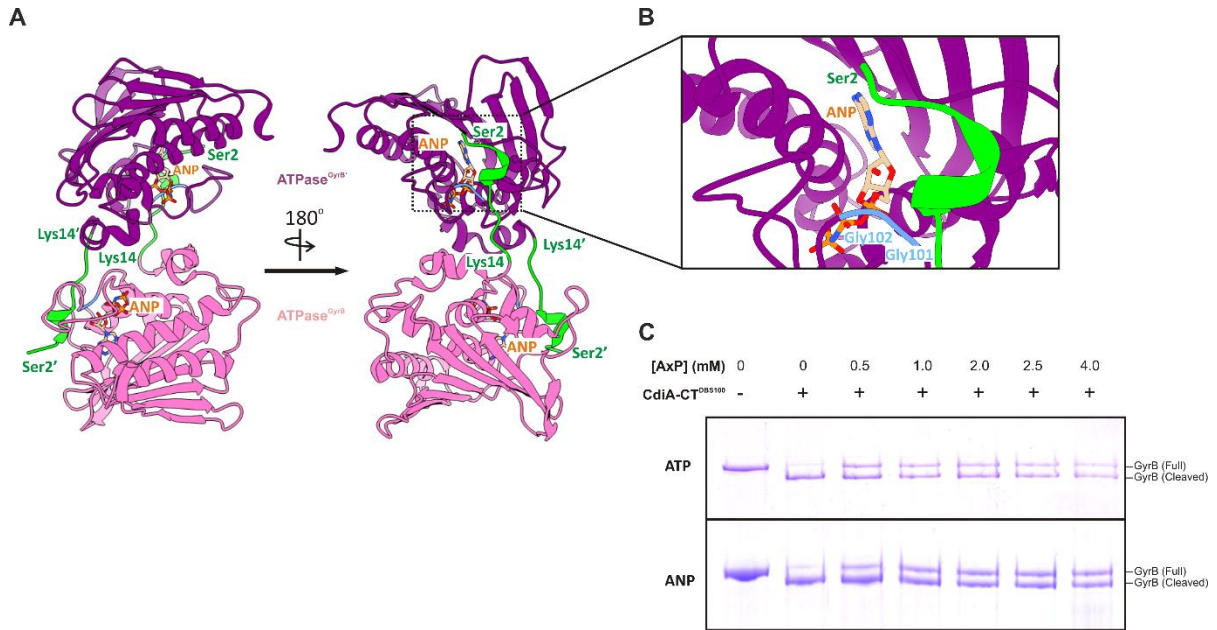 A
Ser2
ANP
Lys14'
Lys14
ANP
Ser2'
180°
ATPase^GyrB'
ATPase^GyrB
Ser2
ANP
Lys14'
Lys14
ANP
Ser2'
B
Ser2
ANP
Gly102
Gly101
C
[AxP] (mM) 0 0 0.5 1.0 2.0 2.5 4.0
CdiA-CT^DBS100 - + + + + + +
ATP
GyrB (Full)
GyrB (Cleaved)
ANP
GyrB (Full)
GyrB (Cleaved)